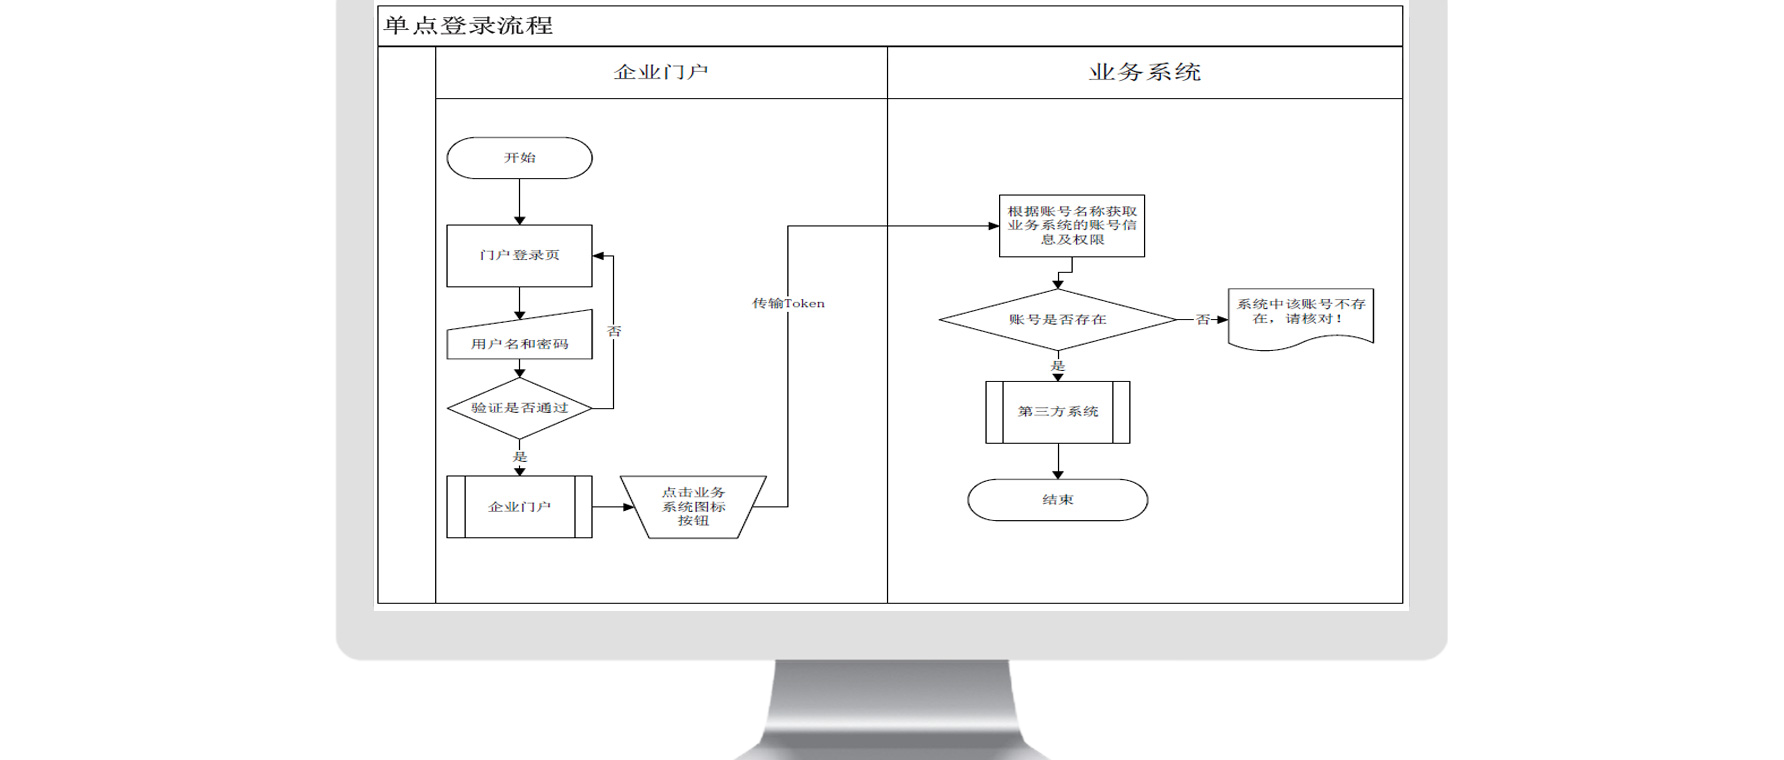 单点登录流程
企业门户
业务系统
开始
门户登录页
用户名和密码
否
验证是否通过
是
企业门户
点击业务
系统图标
按钮
传输Token
根据账号名称获取
业务系统的账号信
息及权限
账号是否存在
否
系统中该账号不存
在，请核对！
是
第三方系统
结束